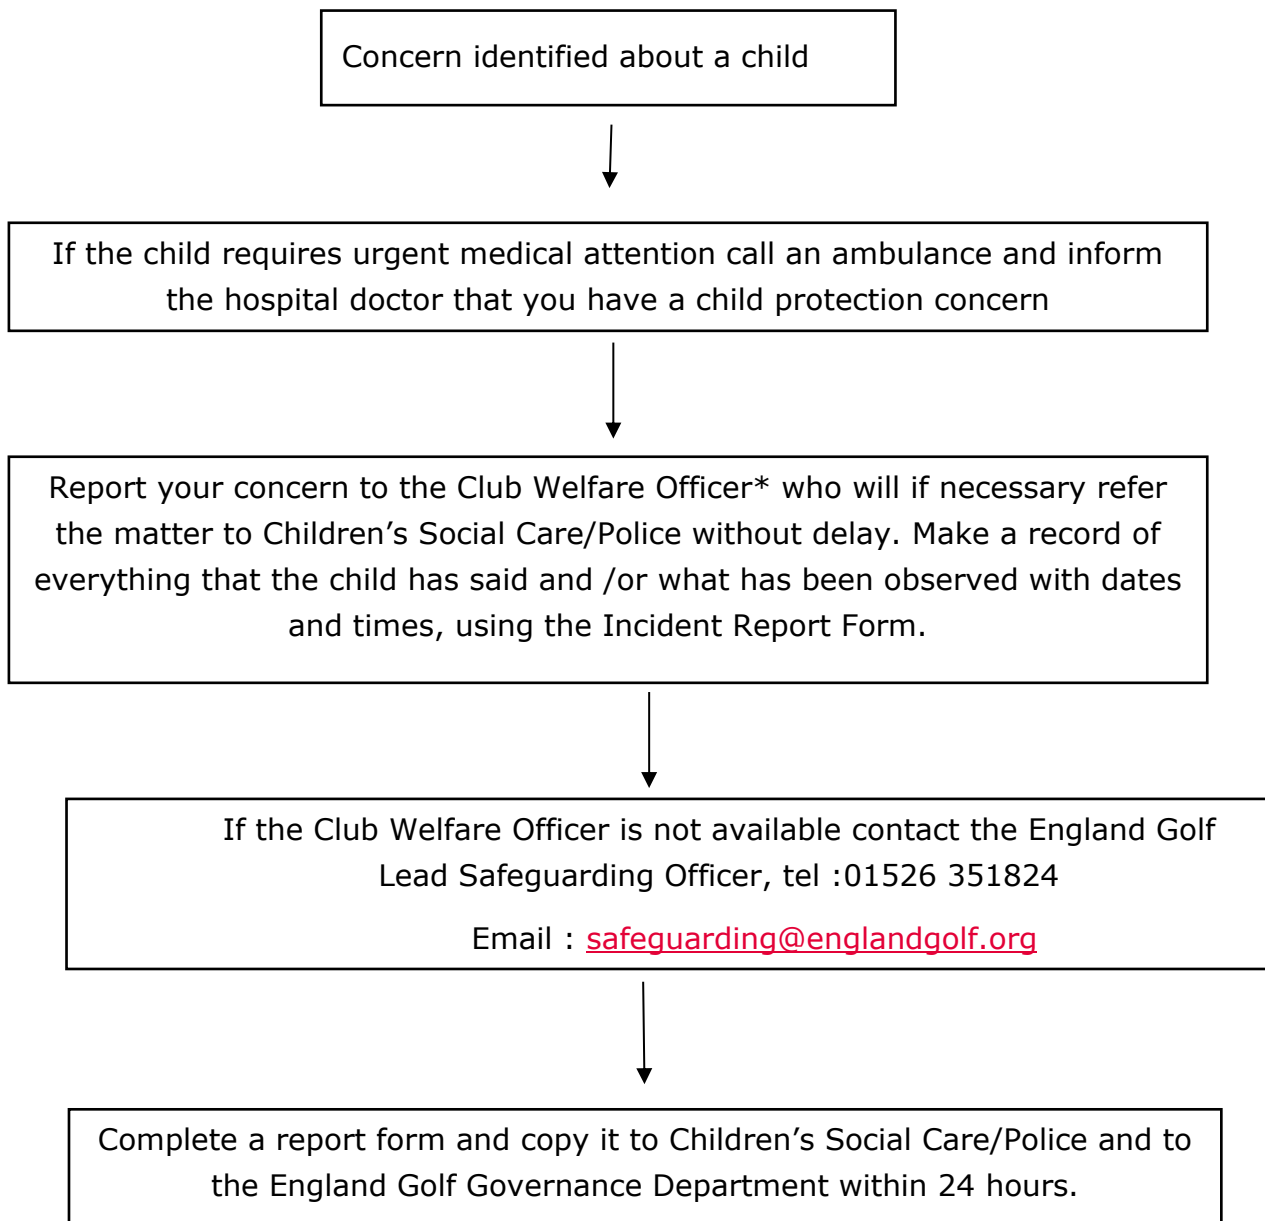 Concern identified about a child
If the child requires urgent medical attention call an ambulance and inform
the hospital doctor that you have a child protection concern
Report your concern to the Club Welfare Officer* who will if necessary refer
the matter to Children’s Social Care/Police without delay. Make a record of
everything that the child has said and /or what has been observed with dates
and times, using the Incident Report Form.
If the Club Welfare Officer is not available contact the England Golf
Lead Safeguarding Officer, tel :01526 351824
Email : safeguarding@englandgolf.org
Complete a report form and copy it to Children’s Social Care/Police and to
the England Golf Governance Department within 24 hours.